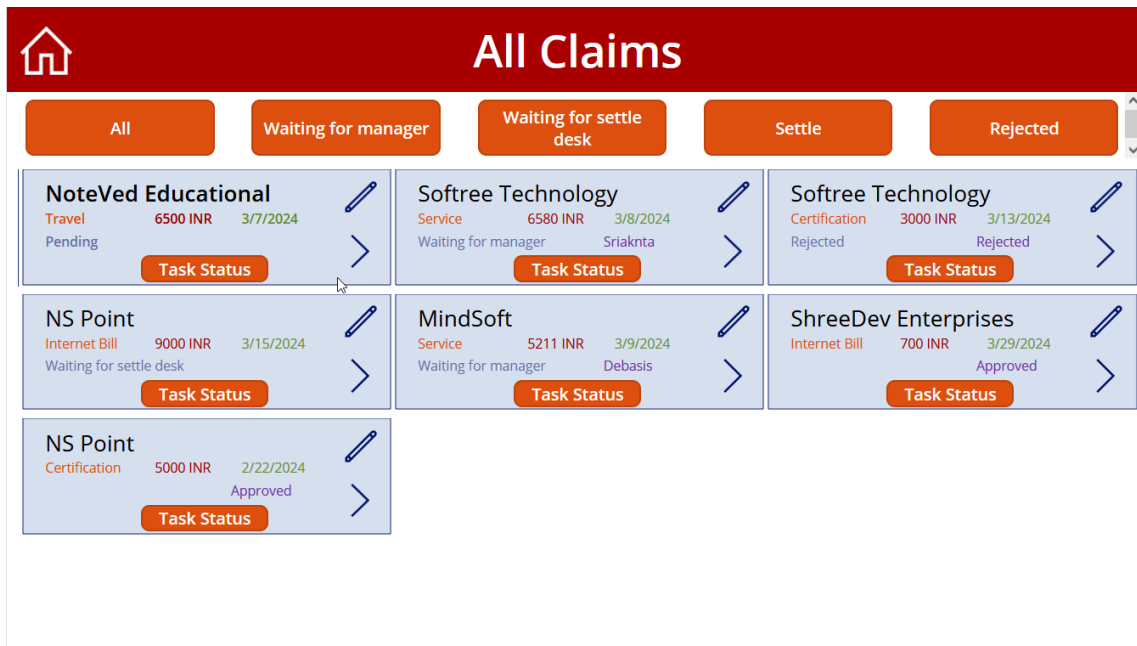 All Claims
All
Waiting for manager
Waiting for settle
desk
Settle
Rejected
NoteVed Educational
Travel 6500 INR 3/7/2024
Pending
Task Status
Softree Technology
Service 6580 INR 3/8/2024
Waiting for manager Sriaknta
Task Status
Softree Technology
Certification 3000 INR 3/13/2024
Rejected Rejected
Task Status
NS Point
Internet Bill 9000 INR 3/15/2024
Waiting for settle desk
Task Status
MindSoft
Service 5211 INR 3/9/2024
Waiting for manager Debasis
Task Status
ShreeDev Enterprises
Internet Bill 700 INR 3/29/2024
Approved
Task Status
NS Point
Certification 5000 INR 2/22/2024
Approved
Task Status